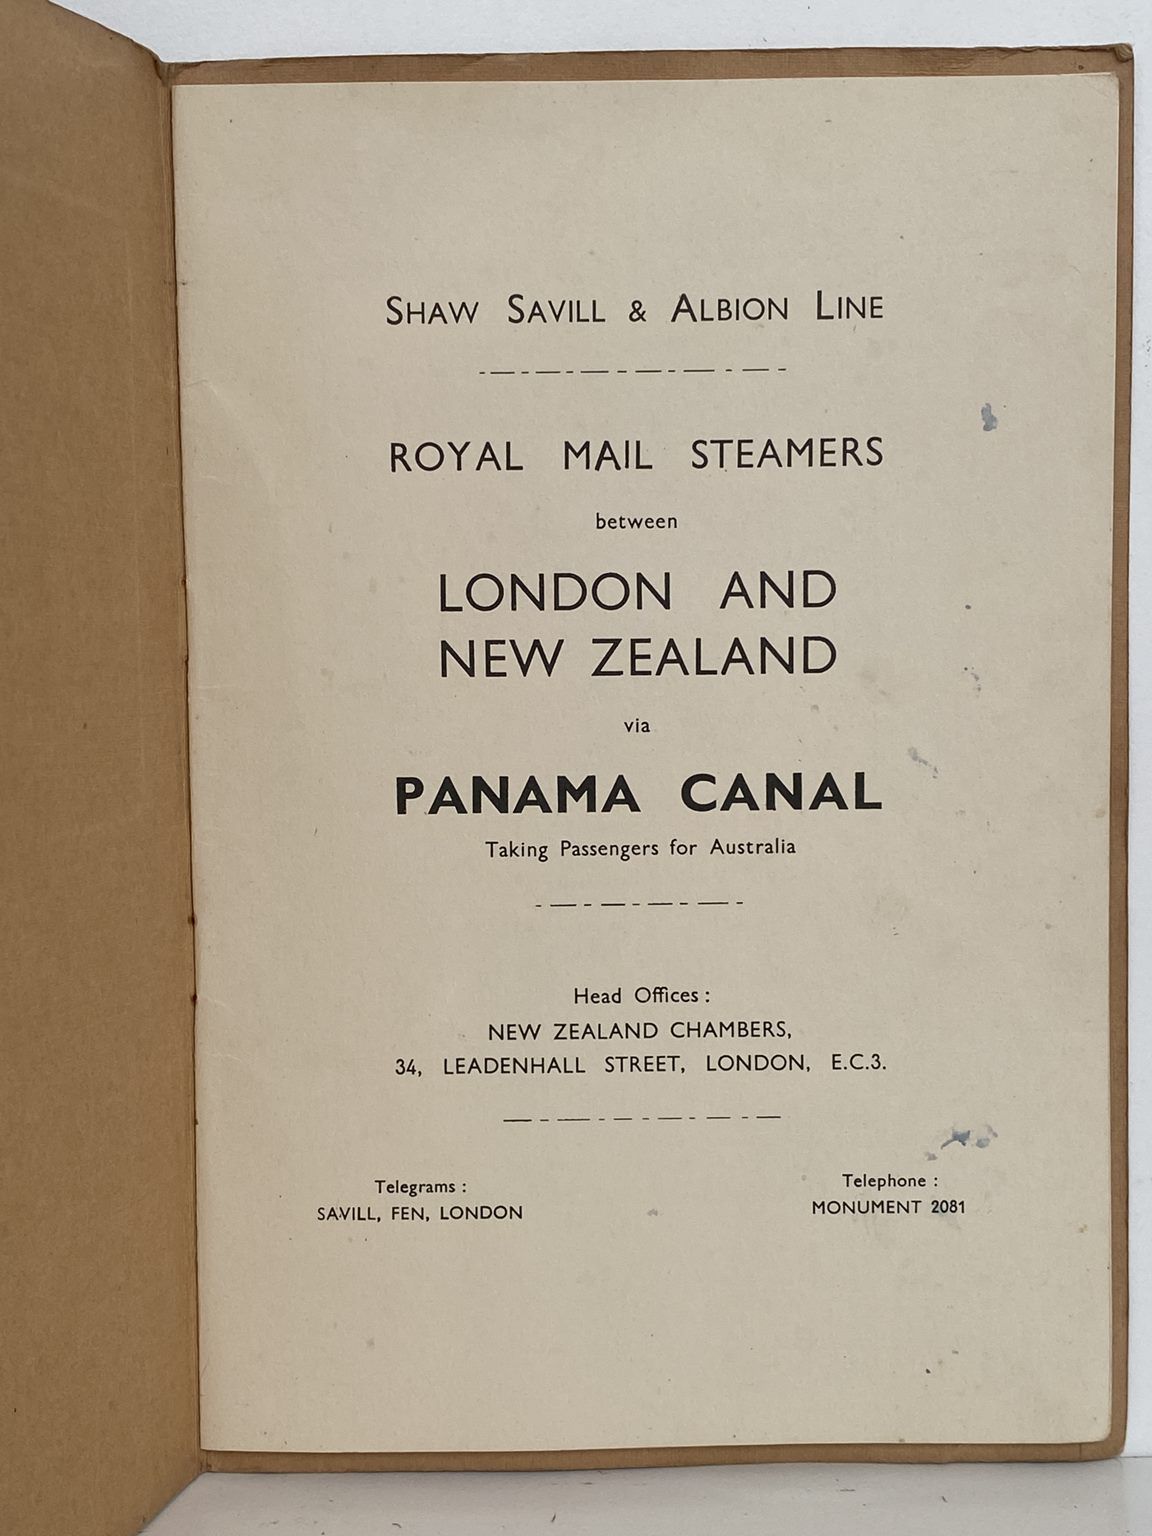 SHAW SAVILL & ALBION LINE
ROYAL MAIL STEAMERS
between
LONDON AND
NEW ZEALAND
via
PANAMA CANAL
Taking Passengers for Australia
Head Offices :
NEW ZEALAND CHAMBERS,
34, LEADENHALL STREET, LONDON, E.C.3.
Telegrams :
SAVILL, FEN, LONDON
Telephone :
MONUMENT 2081